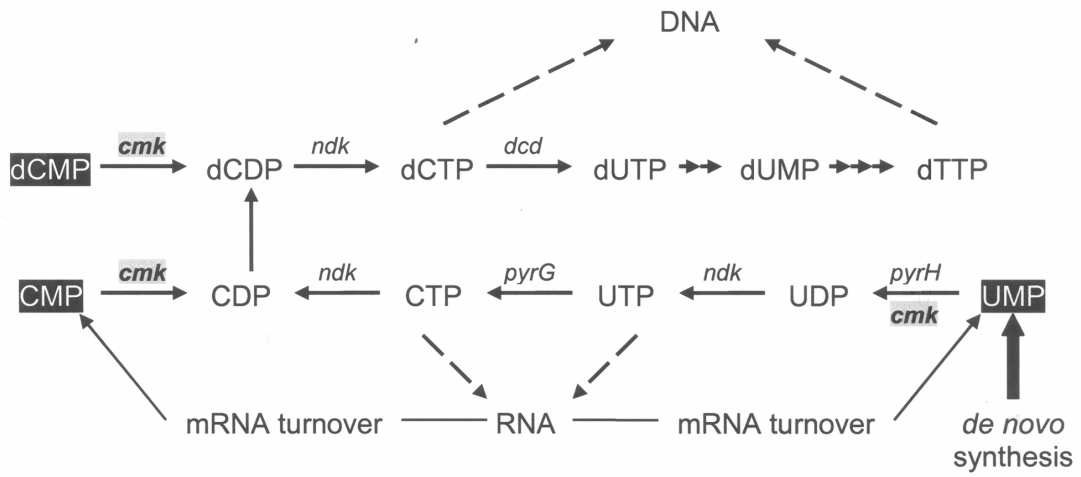 DNA
cmk ndk dcd
dCMP dCDP dCTP dUTP dUMP dTTP
cmk ndk pyrG ndk pyrH
CMP CDP CTP UTP UDP UMP
cmk
mRNA turnover RNA mRNA turnover de novo
synthesis